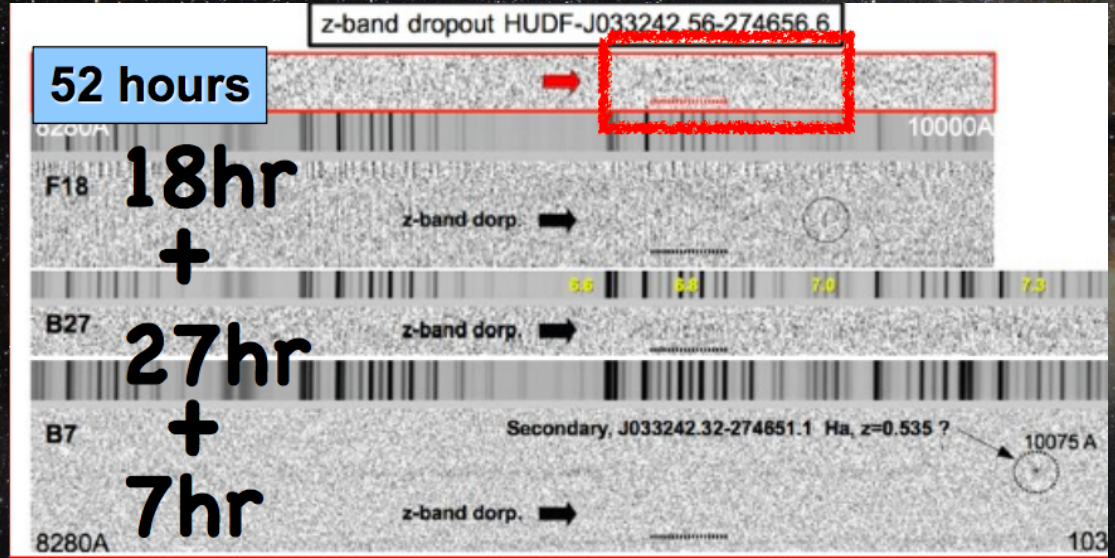 z-band dropout HUDF-J033242.56-274656.6
52 hours
8280A
10000A
F18
18hr
z-band dorp.
+
6.6 6.8 7.0 7.3
B27
27hr
z-band dorp.
+
B7
Secondary, J033242.32-274651.1 Ha, z=0.535 ?
10075 A
7hr
z-band dorp.
8280A
103